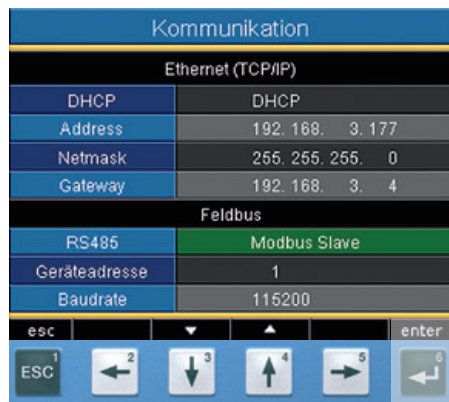 Kommunikation
Ethernet (TCP/IP)
DHCP DHCP
Address 192. 168. 3. 177
Netmask 255. 255. 255. 0
Gateway 192. 168. 3. 4
Feldbus
RS485 Modbus Slave
Geräteadresse 1
Baudrate 115200
esc ▼ ▲ enter
ESC 1 ← 2 ↓ 3 ↑ 4 → 5 ↵ 6